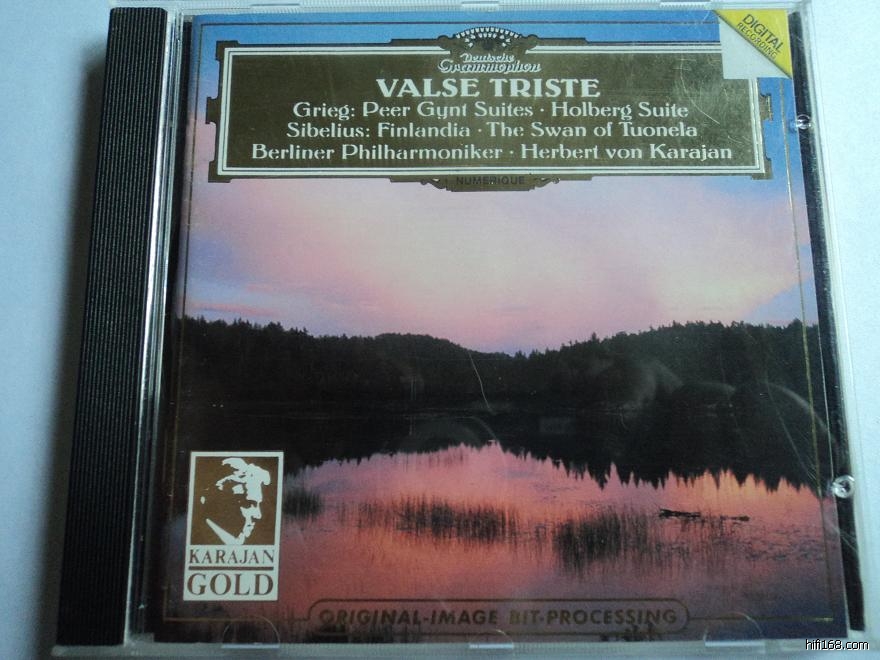 DIGITAL
RECORDING
Deutsche
Grammophon
VALSE TRISTE
Grieg: Peer Gynt Suites · Holberg Suite
Sibelius: Finlandia · The Swan of Tuonela
Berliner Philharmoniker · Herbert von Karajan
NUMERIQUE
KARAJAN
GOLD
ORIGINAL-IMAGE BIT-PROCESSING
hifi168.com